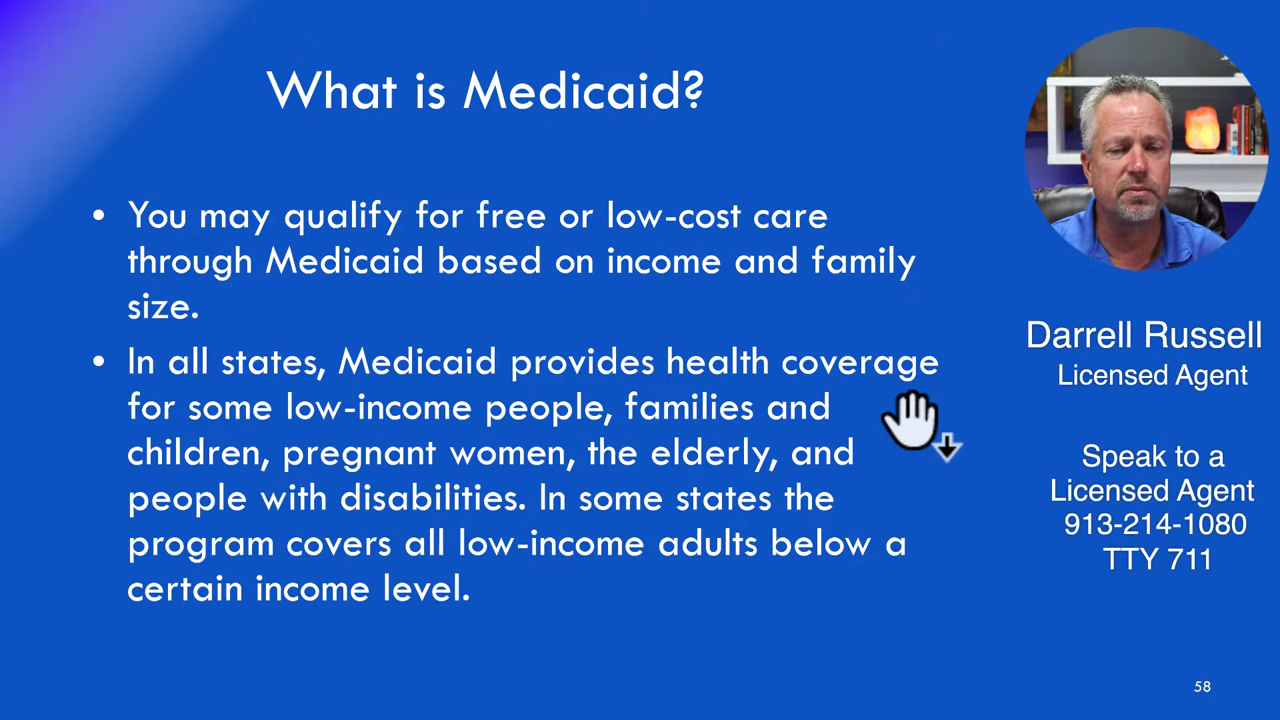 What is Medicaid?
• You may qualify for free or low-cost care
through Medicaid based on income and family
size.
• In all states, Medicaid provides health coverage
for some low-income people, families and
children, pregnant women, the elderly, and
people with disabilities. In some states the
program covers all low-income adults below a
certain income level.
Darrell Russell
Licensed Agent
Speak to a
Licensed Agent
913-214-1080
TTY 711
58